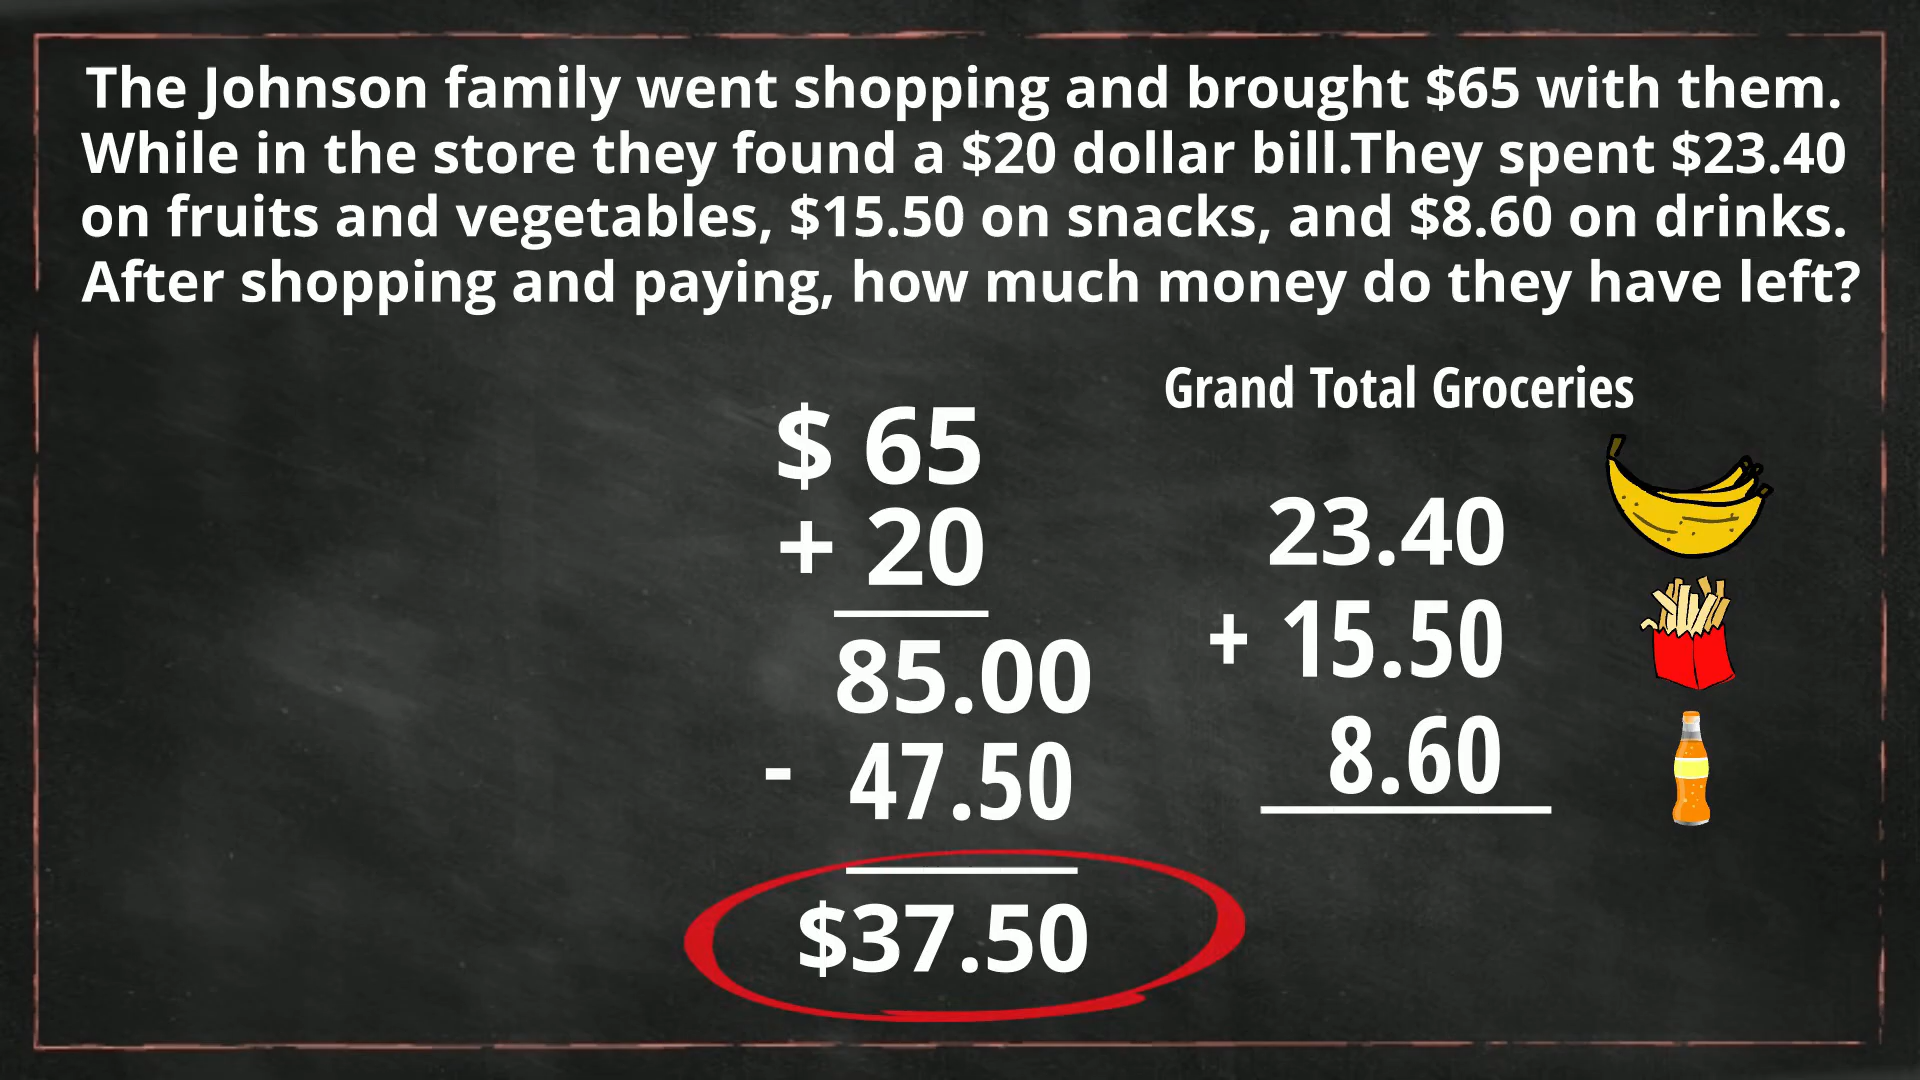 The Johnson family went shopping and brought $65 with them.
While in the store they found a $20 dollar bill.They spent $23.40
on fruits and vegetables, $15.50 on snacks, and $8.60 on drinks.
After shopping and paying, how much money do they have left?
$ 65
+ 20
85.00
- 47.50
$37.50
Grand Total Groceries
23.40
+ 15.50
8.60